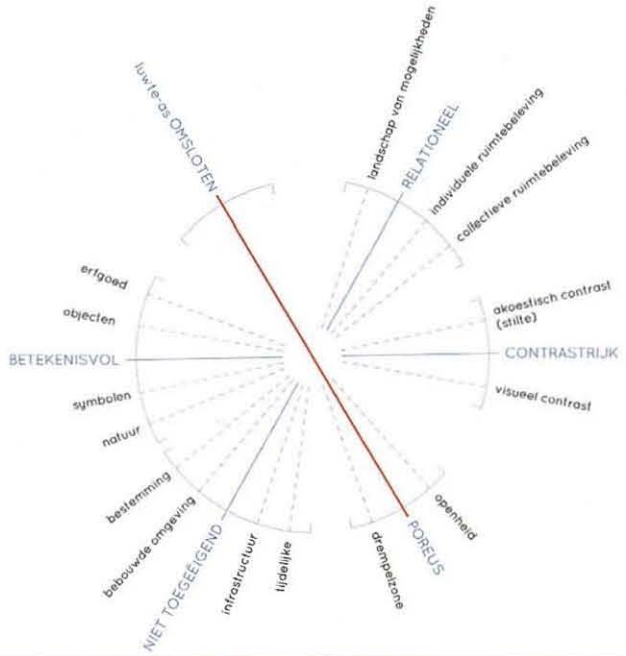 luwte-as OMSLOTEN
landschap van mogelijkheden
RELATIONEEL
individuele ruimtebeleving
collectieve ruimtebeleving
akoestisch contrast
(stilte)
CONTRASTRIJK
visueel contrast
openheid
POREUS
drempelzone
tijdelijke
infrastructuur
NIET TOEGEËIGEND
bebouwde omgeving
bestemming
natuur
symbolen
BETEKENISVOL
objecten
erfgoed